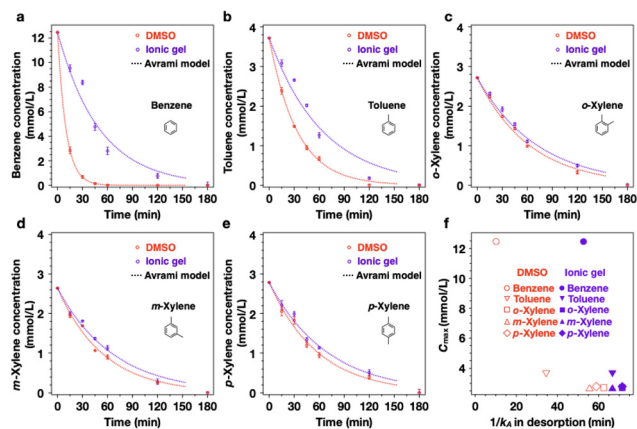 a
DMSO
Ionic gel
Avrami model
Benzene
Benzene concentration
(mmol/L)
12
10
8
6
4
2
0
0 30 60 90 120 150 180
Time (min)
b
DMSO
Ionic gel
Avrami model
Toluene
Toluene concentration
(mmol/L)
4
3
2
1
0
0 30 60 90 120 150 180
Time (min)
c
DMSO
Ionic gel
Avrami model
o-Xylene
o-Xylene concentration
(mmol/L)
4
3
2
1
0
0 30 60 90 120 150 180
Time (min)
d
DMSO
Ionic gel
Avrami model
m-Xylene
m-Xylene concentration
(mmol/L)
4
3
2
1
0
0 30 60 90 120 150 180
Time (min)
e
DMSO
Ionic gel
Avrami model
p-Xylene
p-Xylene concentration
(mmol/L)
4
3
2
1
0
0 30 60 90 120 150 180
Time (min)
f
DMSO Ionic gel
Benzene Benzene
Toluene Toluene
o-Xylene o-Xylene
m-Xylene m-Xylene
p-Xylene p-Xylene
Cmax (mmol/L)
12
10
8
6
4
0 20 40 60
1/kA in desorption (min)